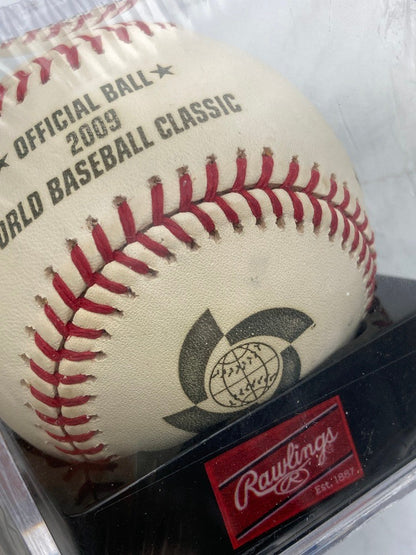 ★ OFFICIAL BALL ★
2009
WORLD BASEBALL CLASSIC
Rawlings ®
Est. 1887.